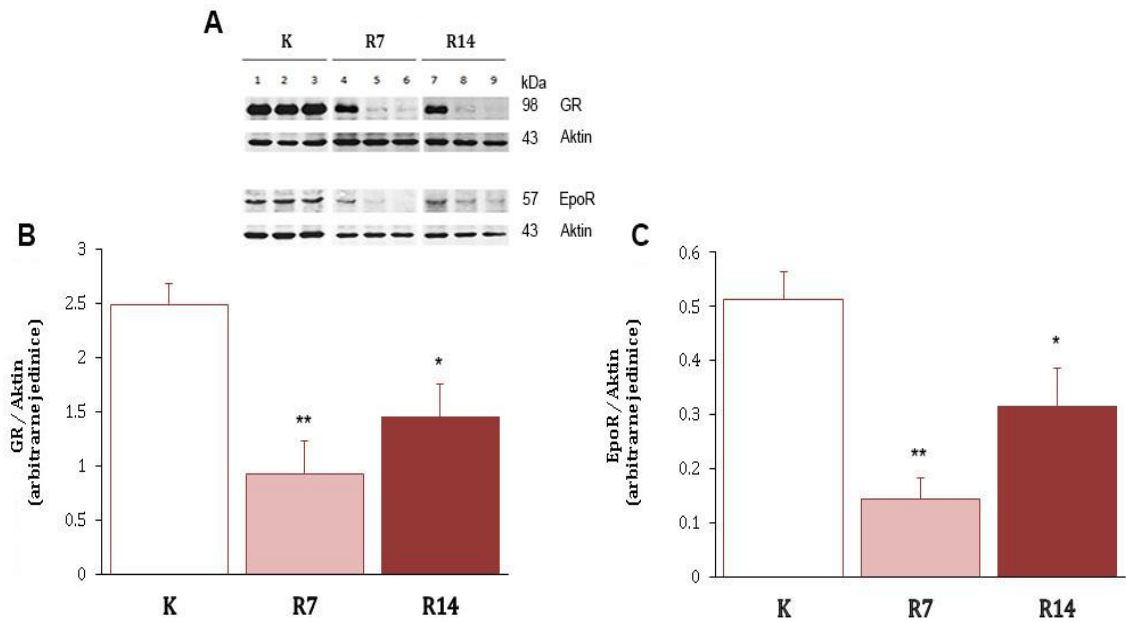 A
K R7 R14
1 2 3 4 5 6 7 8 9 kDa
98 GR
43 Aktin
57 EpoR
43 Aktin
B
3
2.5
2
1.5
1
0.5
0
GR / Aktin
(arbitrarne jedinice)
**
*
K R7 R14
C
0.6
0.5
0.4
0.3
0.2
0.1
0
EpoR / Aktin
(arbitrarne jedinice)
**
*
K R7 R14